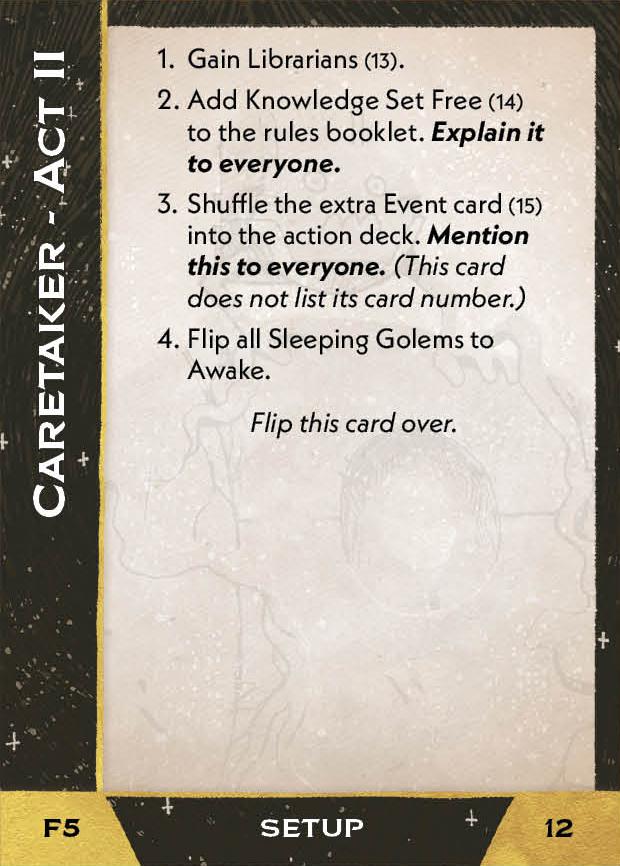 CARETAKER - ACT II
1. Gain Librarians (13).
2. Add Knowledge Set Free (14)
to the rules booklet. Explain it
to everyone.
3. Shuffle the extra Event card (15)
into the action deck. Mention
this to everyone. (This card
does not list its card number.)
4. Flip all Sleeping Golems to
Awake.
Flip this card over.
F5
SETUP
12